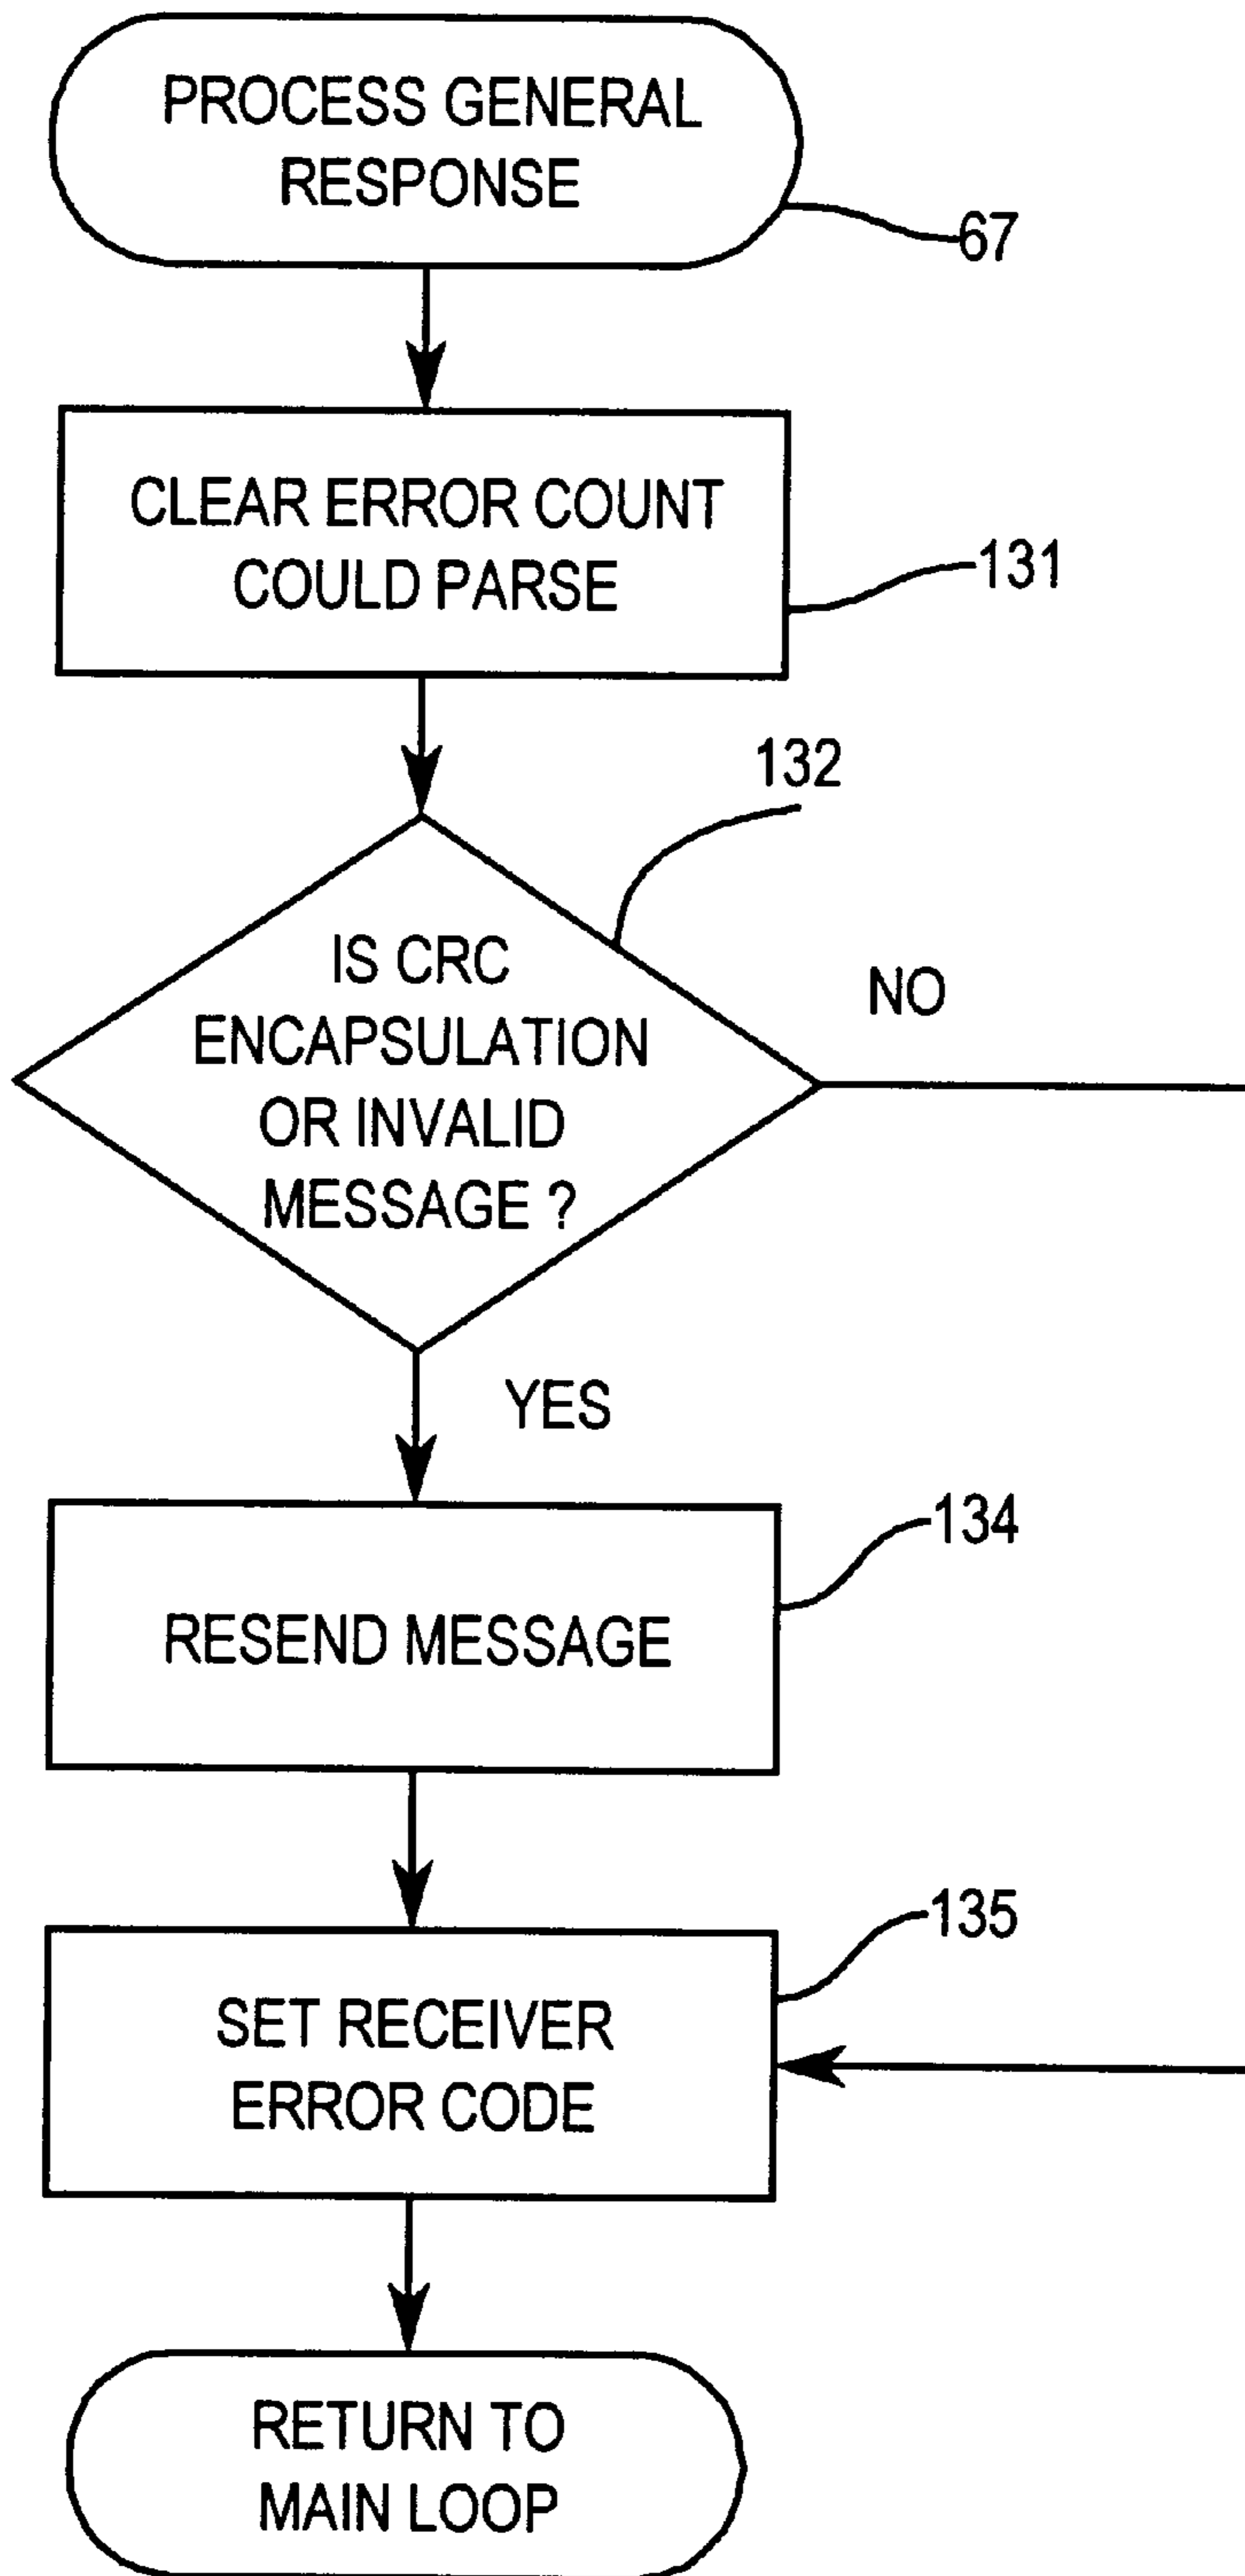 PROCESS GENERAL
RESPONSE
67
CLEAR ERROR COUNT
COULD PARSE
131
132
IS CRC
ENCAPSULATION
OR INVALID
MESSAGE ?
NO
YES
134
RESEND MESSAGE
135
SET RECEIVER
ERROR CODE
RETURN TO
MAIN LOOP